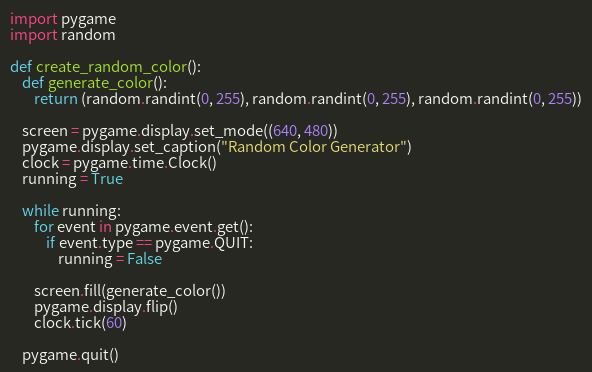 import pygame
import random

def create_random_color():
    def generate_color():
        return (random.randint(0, 255), random.randint(0, 255), random.randint(0, 255))

    screen = pygame.display.set_mode((640, 480))
    pygame.display.set_caption("Random Color Generator")
    clock = pygame.time.Clock()
    running = True

    while running:
        for event in pygame.event.get():
            if event.type == pygame.QUIT:
                running = False

        screen.fill(generate_color())
        pygame.display.flip()
        clock.tick(60)

    pygame.quit()